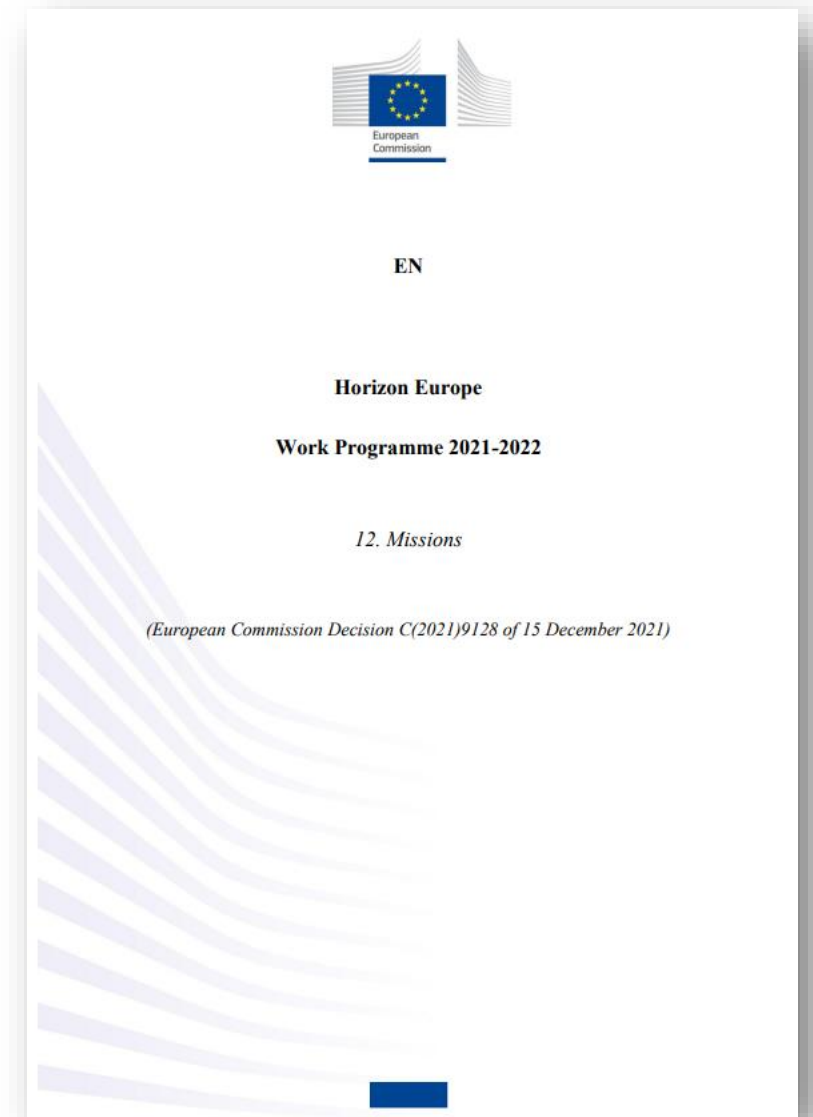 European
Commission
EN
Horizon Europe
Work Programme 2021-2022
12. Missions
(European Commission Decision C(2021)9128 of 15 December 2021)